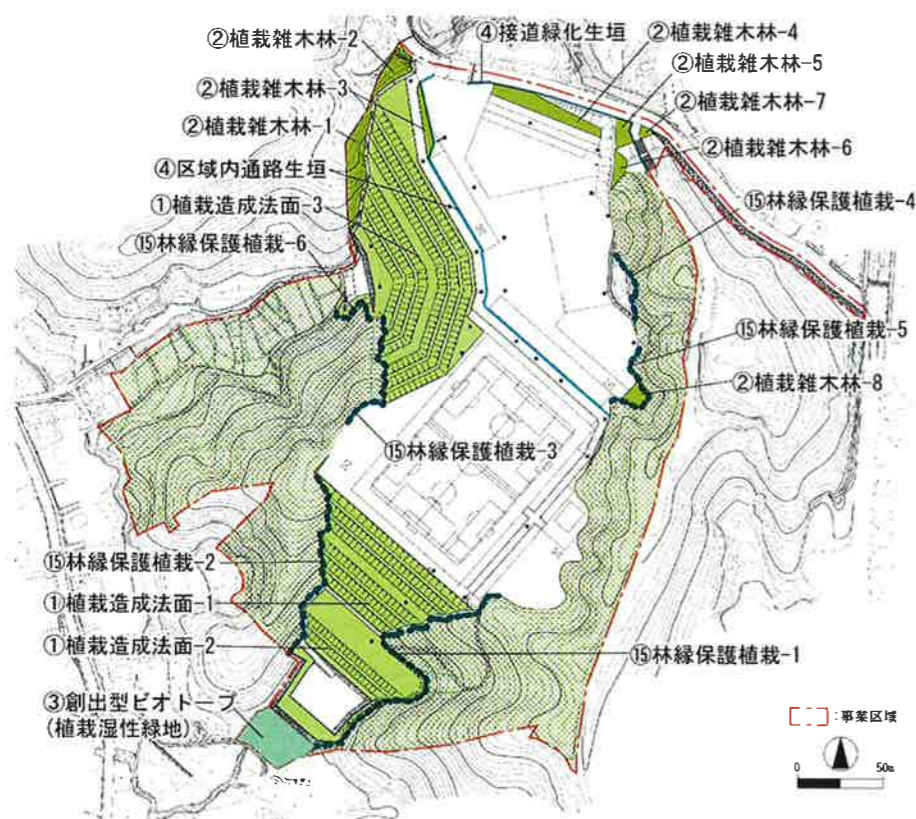 ②植栽雑木林-2
④接道緑化生垣
②植栽雑木林-4
②植栽雑木林-5
②植栽雑木林-3
②植栽雑木林-7
②植栽雑木林-1
②植栽雑木林-6
④区域内通路生垣
①植栽造成法面-3
⑮林縁保護植栽-4
⑮林縁保護植栽-6
⑮林縁保護植栽-5
②植栽雑木林-8
⑮林縁保護植栽-3
⑮林縁保護植栽-2
①植栽造成法面-1
①植栽造成法面-2
⑮林縁保護植栽-1
③創出型ビオトープ
(植栽湿性緑地)
:事業区域
0 50m